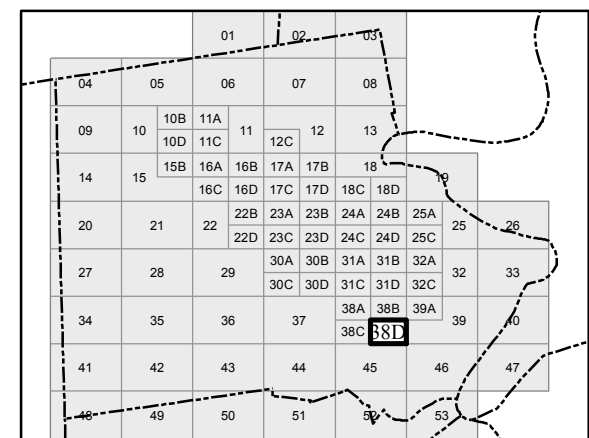 01 02 03
04 05 06 07 08
10B 11A
09 10 11 12 13
10D 11C 12C
15B 16A 16B 17A 17B 18
14 15 19
16C 16D 17C 17D 18C 18D
22B 23A 23B 24A 24B 25A
20 21 22 25 26
22D 23C 23D 24C 24D 25C
30A 30B 31A 31B 32A
27 28 29 32 33
30C 30D 31C 31D 32C
38A 38B 39A
34 35 36 37 39 40
38C 38D
41 42 43 44 45 46 47
48 49 50 51 52 53